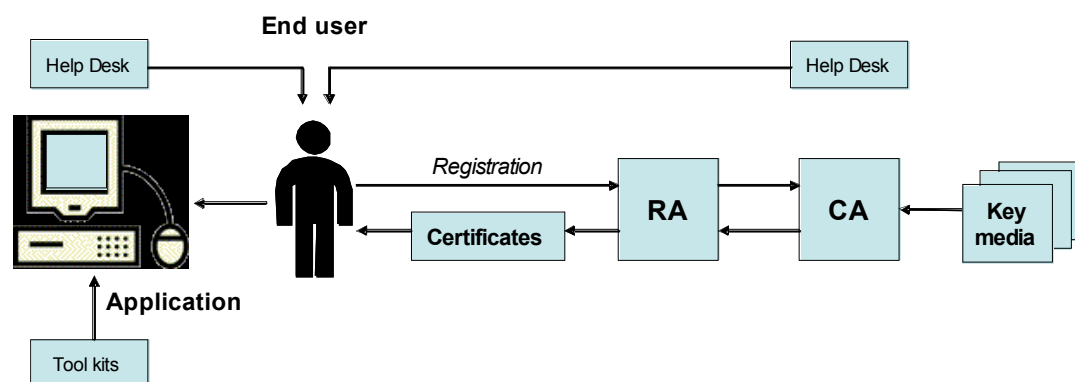 End user
Help Desk
Help Desk
Registration
RA
CA
Key
media
Certificates
Application
Tool kits